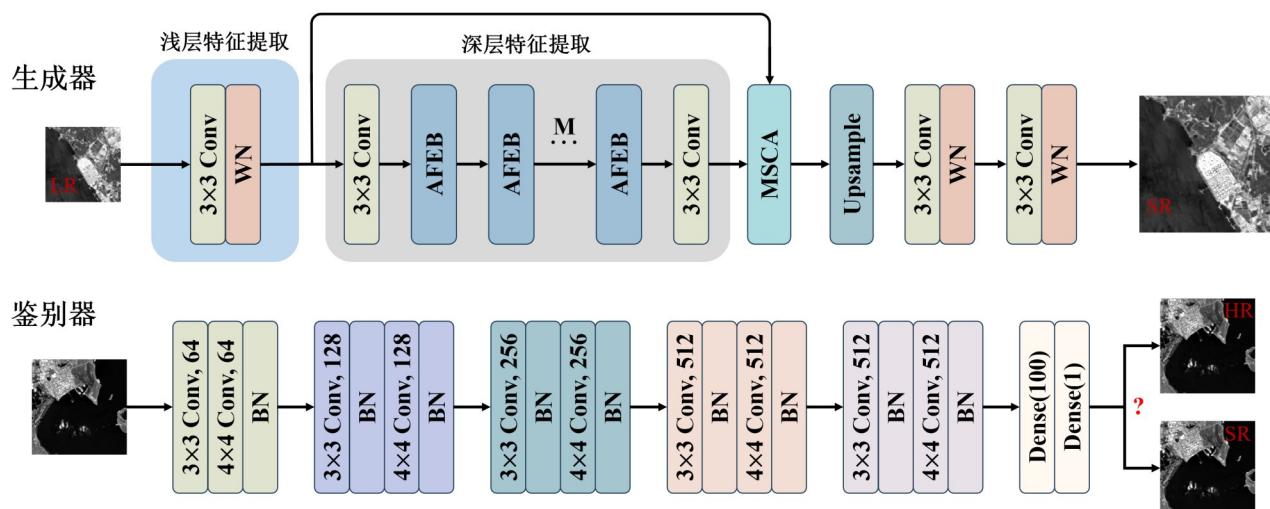 浅层特征提取
深层特征提取
生成器
LR
3×3 Conv
WN
3×3 Conv
AFEB
AFEB
M
...
AFEB
3×3 Conv
MSCA
Upsample
3×3 Conv
WN
3×3 Conv
WN
SR
鉴别器
3×3 Conv, 64
4×4 Conv, 64
BN
3×3 Conv, 128
BN
4×4 Conv, 128
BN
3×3 Conv, 256
BN
4×4 Conv, 256
BN
3×3 Conv, 512
BN
4×4 Conv, 512
BN
3×3 Conv, 512
BN
4×4 Conv, 512
BN
Dense(100)
Dense(1)
?
HR
SR